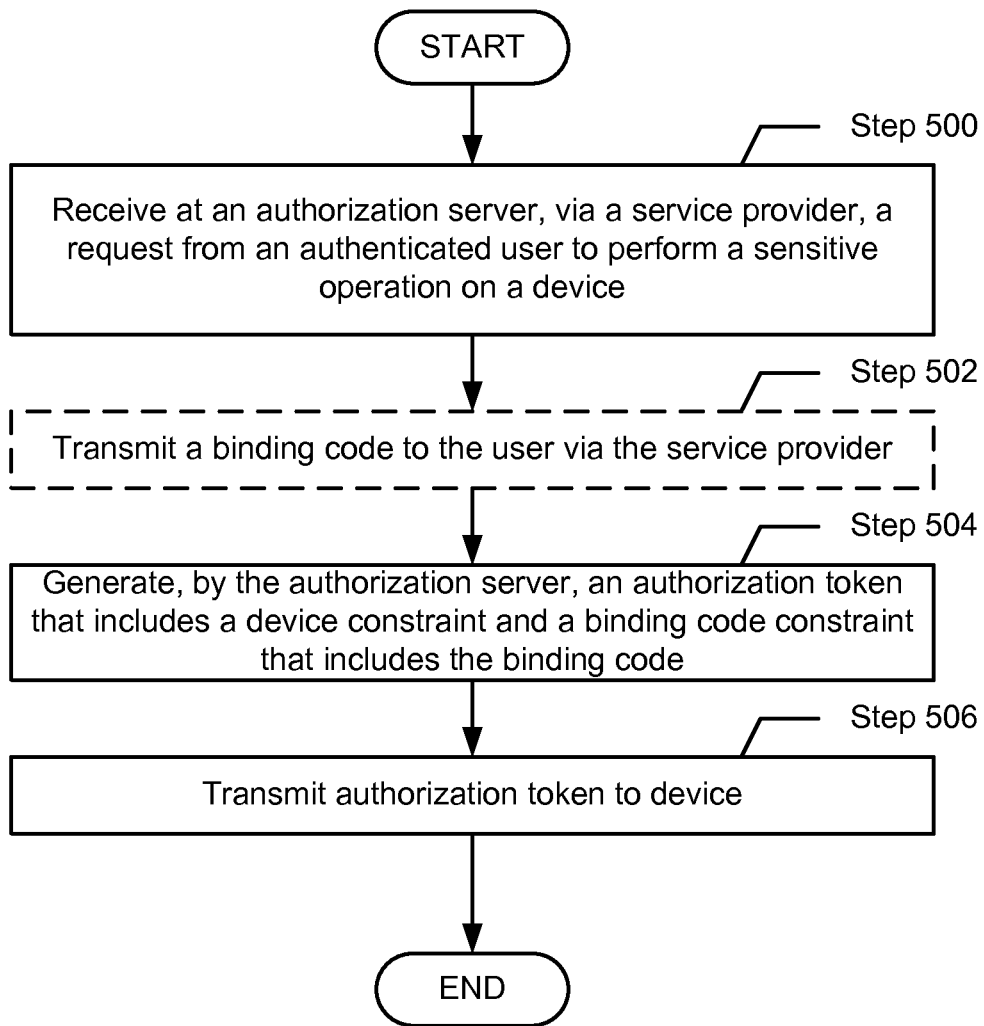 START
Step 500
Receive at an authorization server, via a service provider, a
request from an authenticated user to perform a sensitive
operation on a device
Step 502
Transmit a binding code to the user via the service provider
Step 504
Generate, by the authorization server, an authorization token
that includes a device constraint and a binding code constraint
that includes the binding code
Step 506
Transmit authorization token to device
END